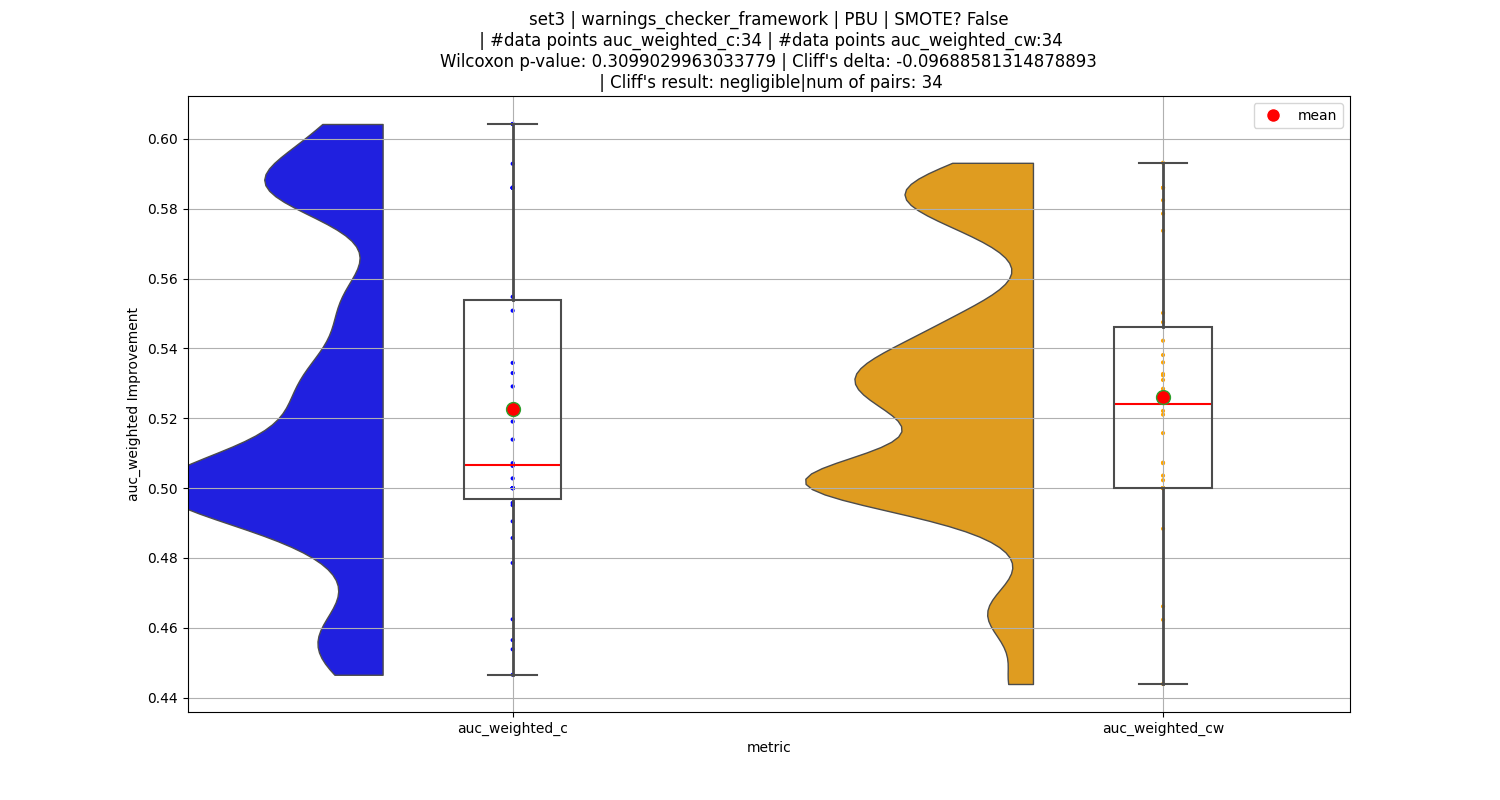 set3 | warnings_checker_framework | PBU | SMOTE? False
| #data points auc_weighted_c:34 | #data points auc_weighted_cw:34
Wilcoxon p-value: 0.3099029963033779 | Cliff's delta: -0.09688581314878893
| Cliff's result: negligible|num of pairs: 34
mean
auc_weighted Improvement
0.60
0.58
0.56
0.54
0.52
0.50
0.48
0.46
0.44
auc_weighted_c
auc_weighted_cw
metric